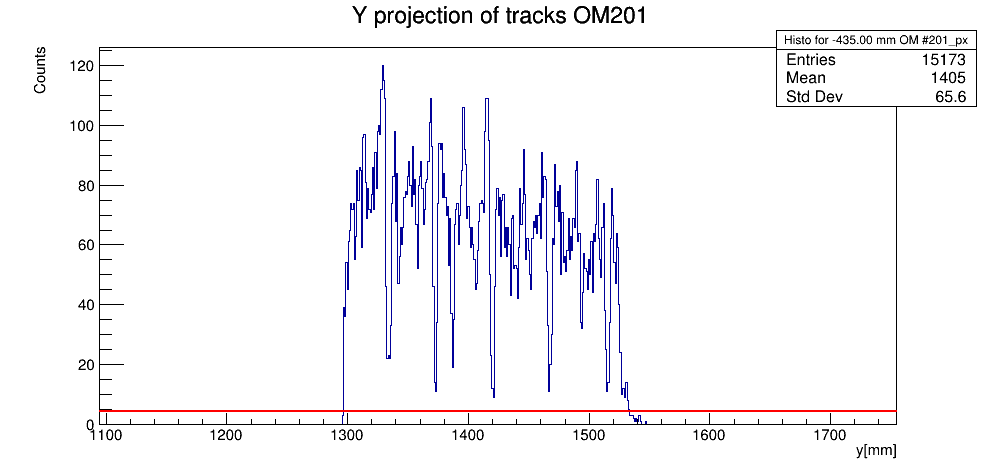 Y projection of tracks OM201
Histo for -435.00 mm OM #201_px
Entries 15173
Mean 1405
Std Dev 65.6
Counts
120
100
80
60
40
20
0
1100 1200 1300 1400 1500 1600 1700
y[mm]